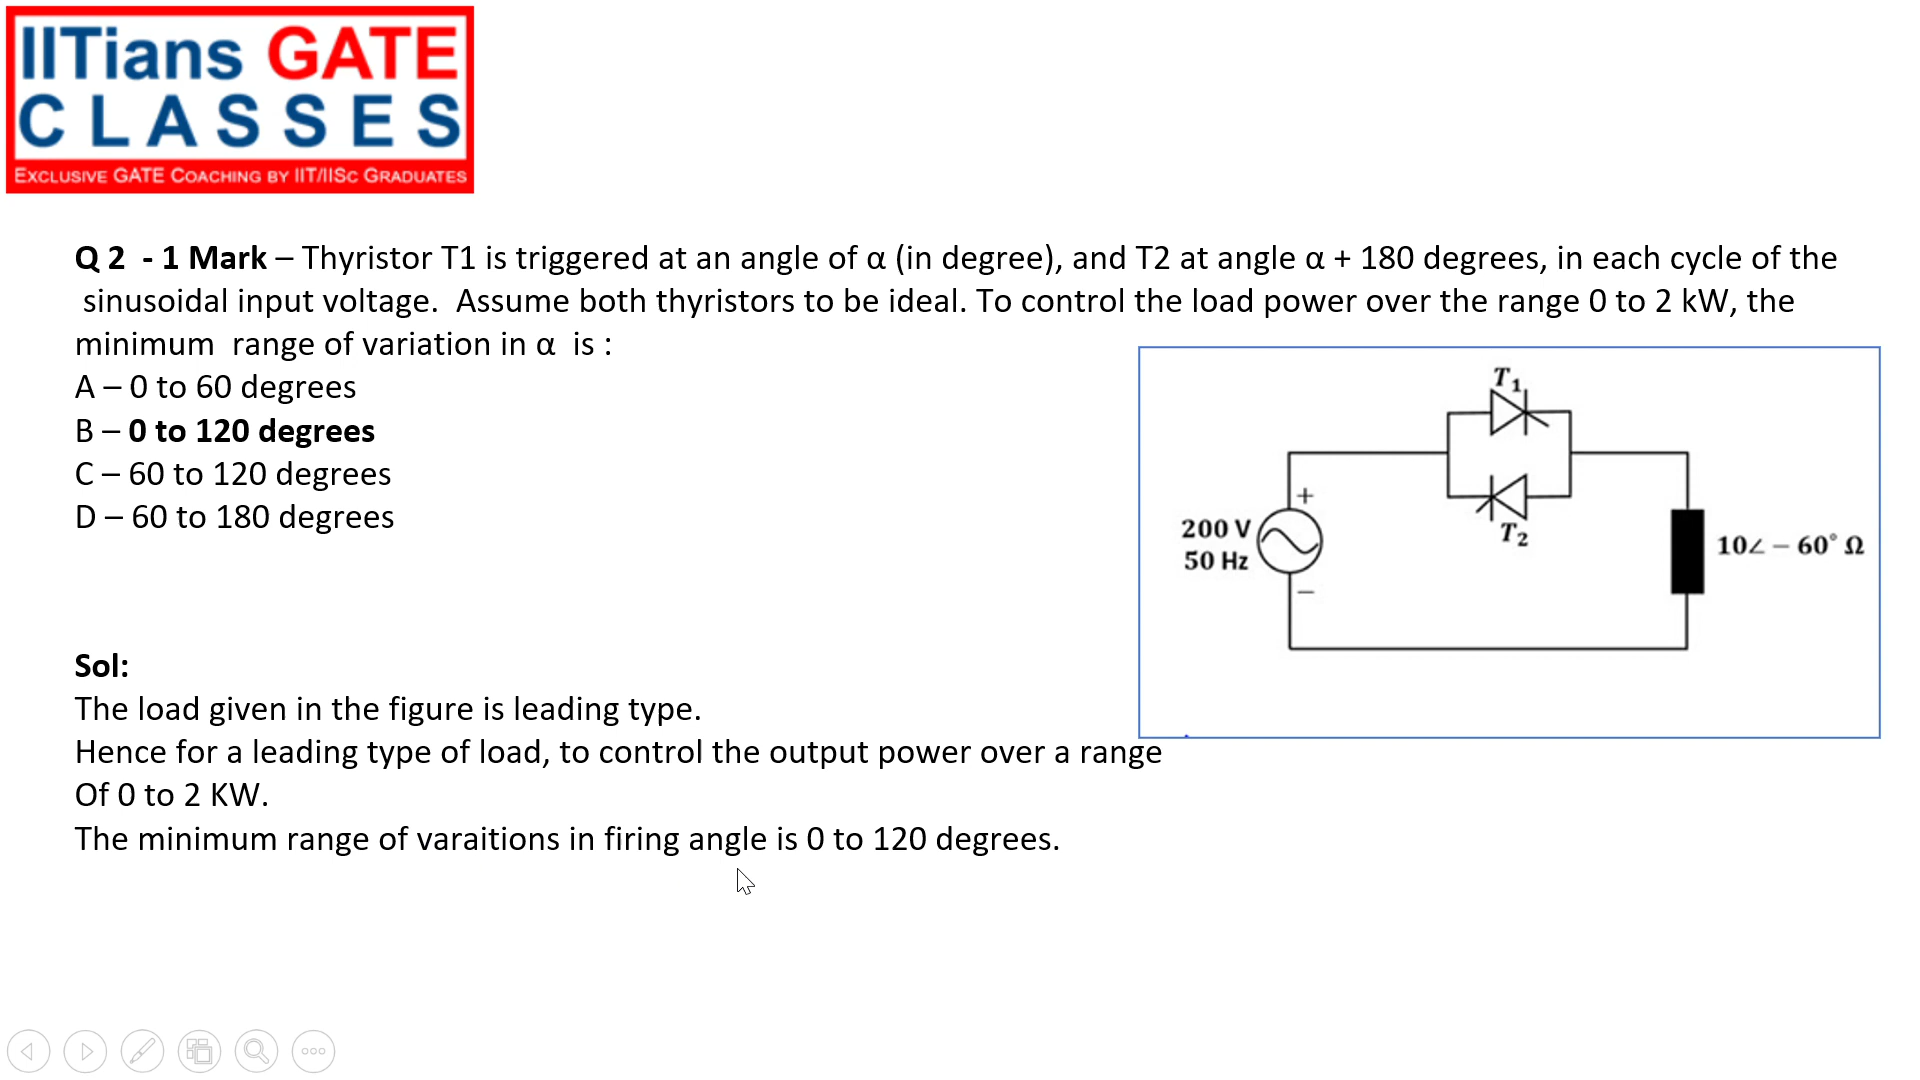 IITians GATE
CLASSES
EXCLUSIVE GATE COACHING BY IIT/IISC GRADUATES
Q 2 - 1 Mark – Thyristor T1 is triggered at an angle of α (in degree), and T2 at angle α + 180 degrees, in each cycle of the
sinusoidal input voltage. Assume both thyristors to be ideal. To control the load power over the range 0 to 2 kW, the
minimum range of variation in α is :
A – 0 to 60 degrees
B – 0 to 120 degrees
C – 60 to 120 degrees
D – 60 to 180 degrees
T₁
+
200 V
50 Hz
T₂
10∠ – 60° Ω
–
Sol:
The load given in the figure is leading type.
Hence for a leading type of load, to control the output power over a range
Of 0 to 2 KW.
The minimum range of varaitions in firing angle is 0 to 120 degrees.